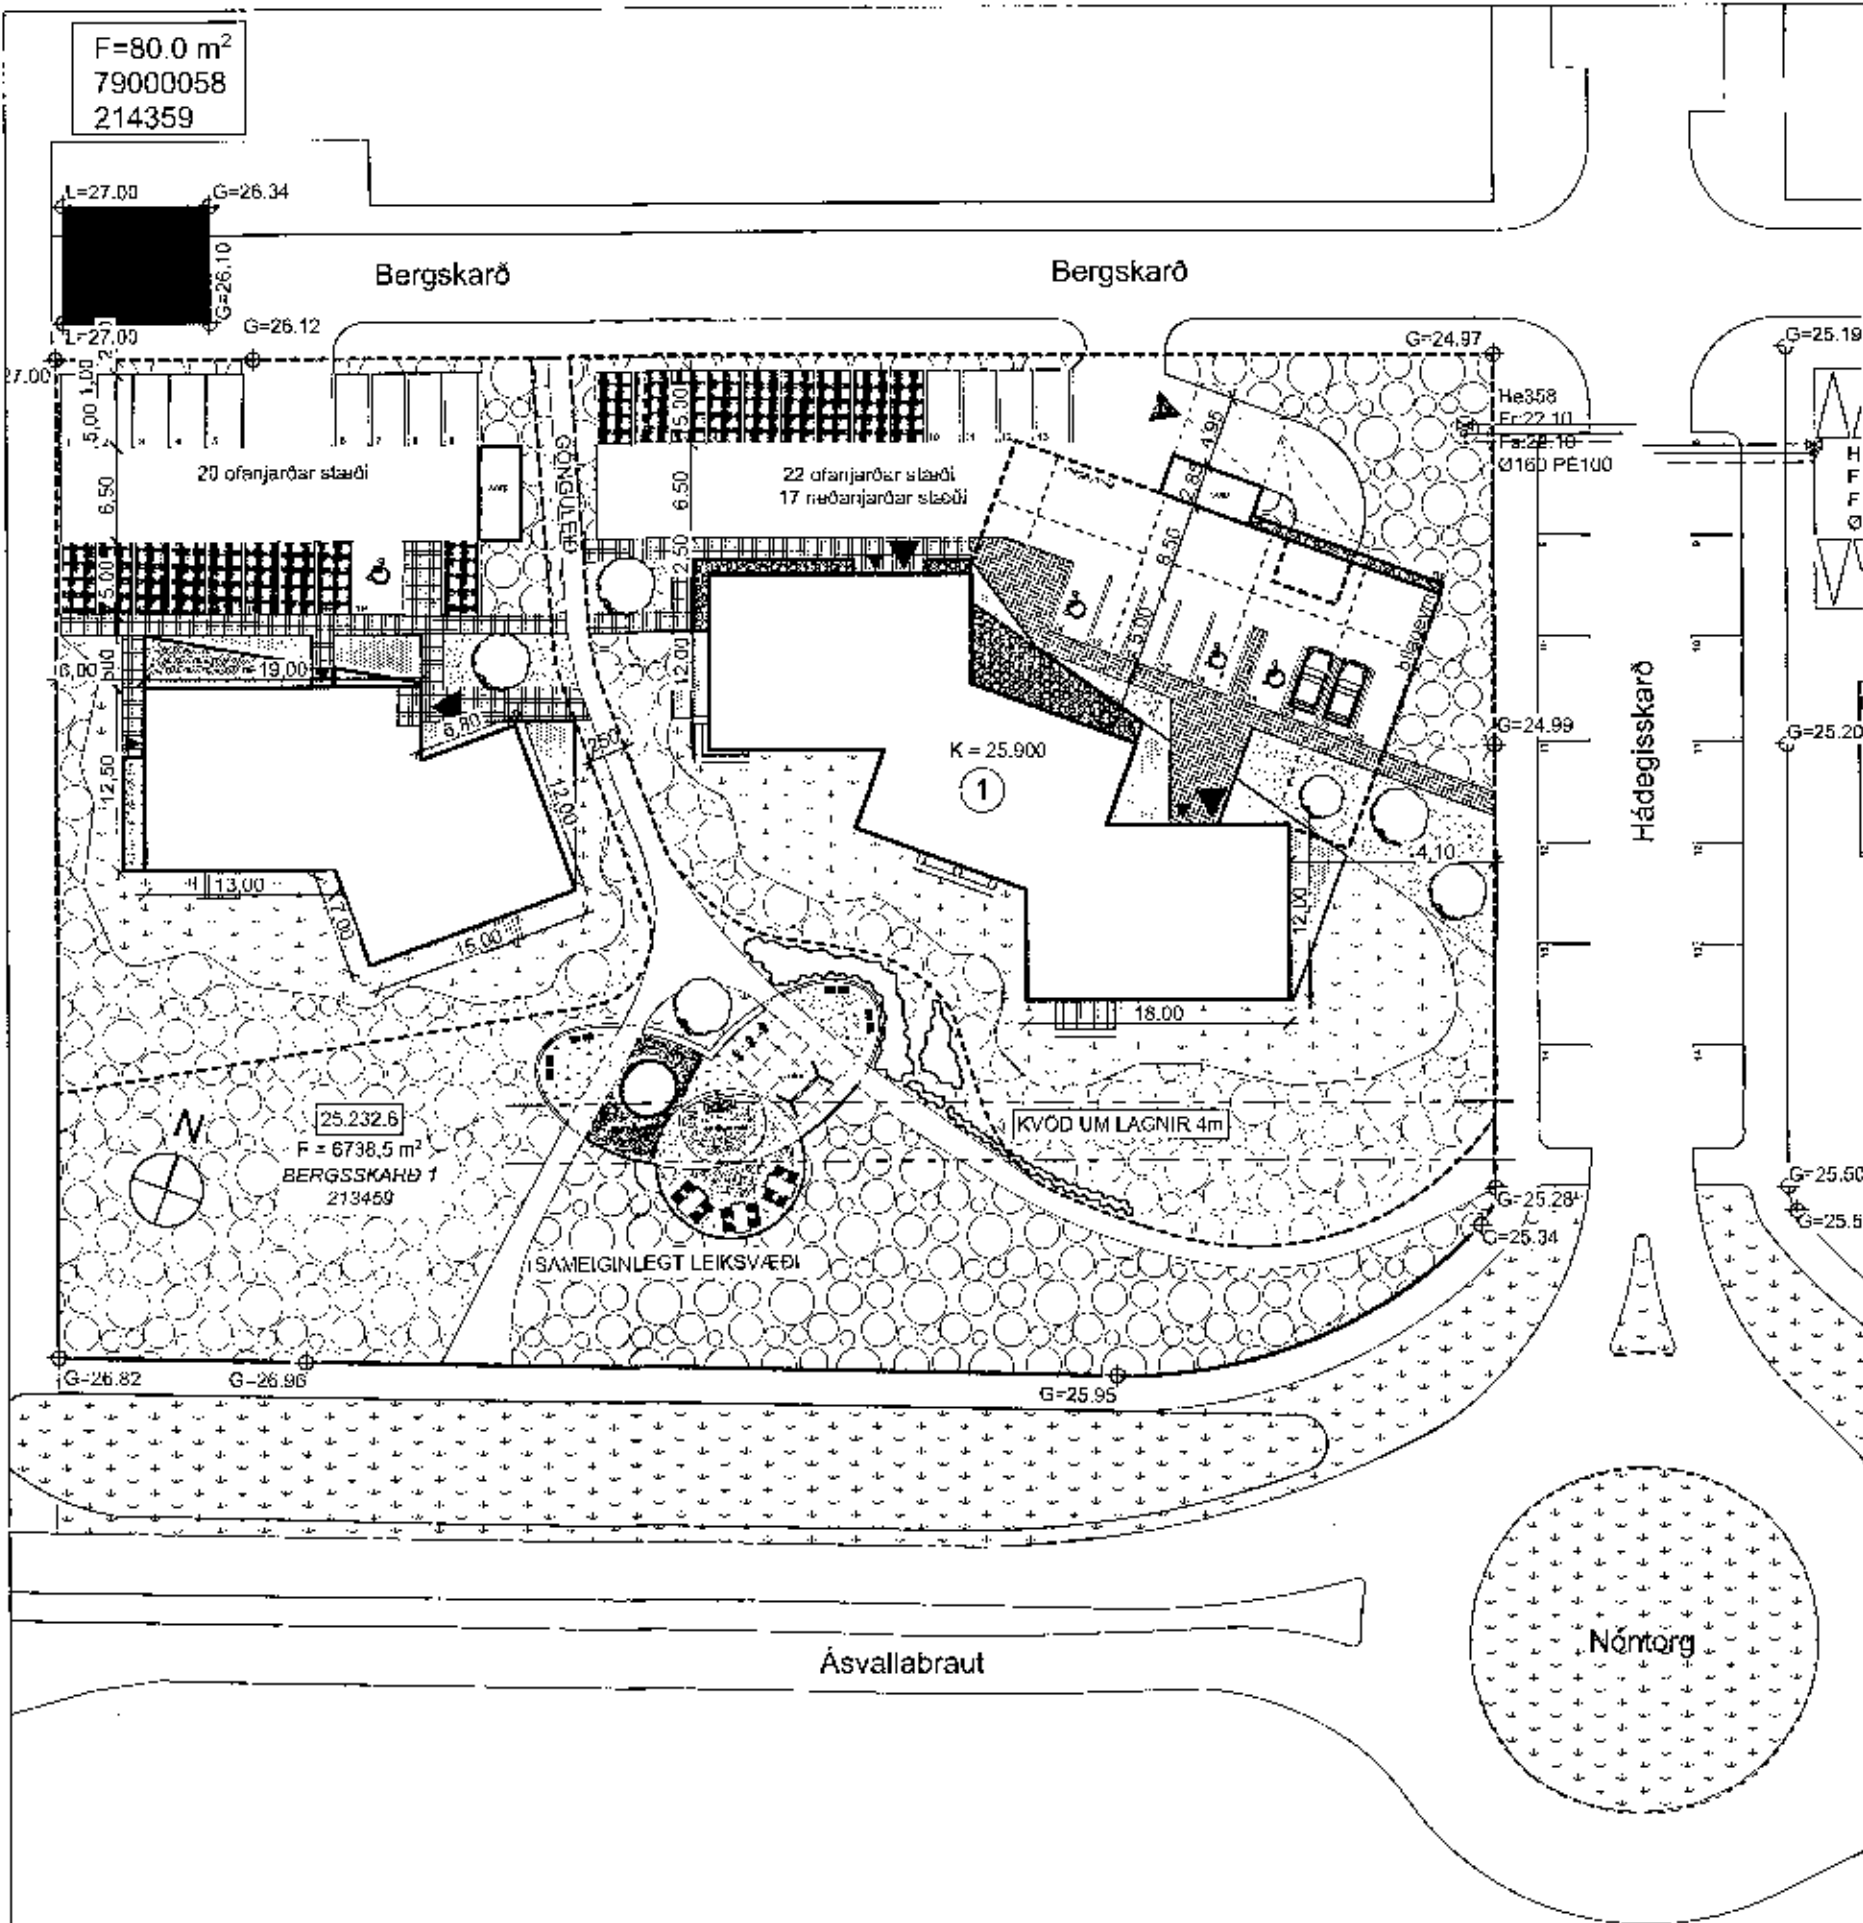 F=80.0 m²
79000058
214359
L=27.00
G=26.34
G=26.10
L=27.00
G=26.12
27.00
Bergskarð
Bergskarð
G=24.97
G=25.19
He358
Fr:22.10
Ø160 PE100
5,00
1,00
6,50
5,00
20 ofanjarðar stæði
GÖNGULEIÐ
5,00
6,50
2,50
22 ofanjarðar stæði
17 neðanjarðar stæði
4,95
2,85
8,50
5,00
6,00
19,00
12,50
6,80
250
12,00
12,00
13,00
7,00
15,00
K = 25.900
1
G=24.99
G=25.20
Hádegisskarð
4,10
12,00
18.00
N
25.232.6
F = 6738,5 m²
BERGSSKARÐ 1
213459
KVÖÐ UM LAGNIR 4m
SAMEIGINLEGT LEIKSVÆÐI
G=25.28
G=25.34
G=25.50
G=25.5
G=26.82
G=26.96
G=25.95
Ásvallabraut
Nóntorg